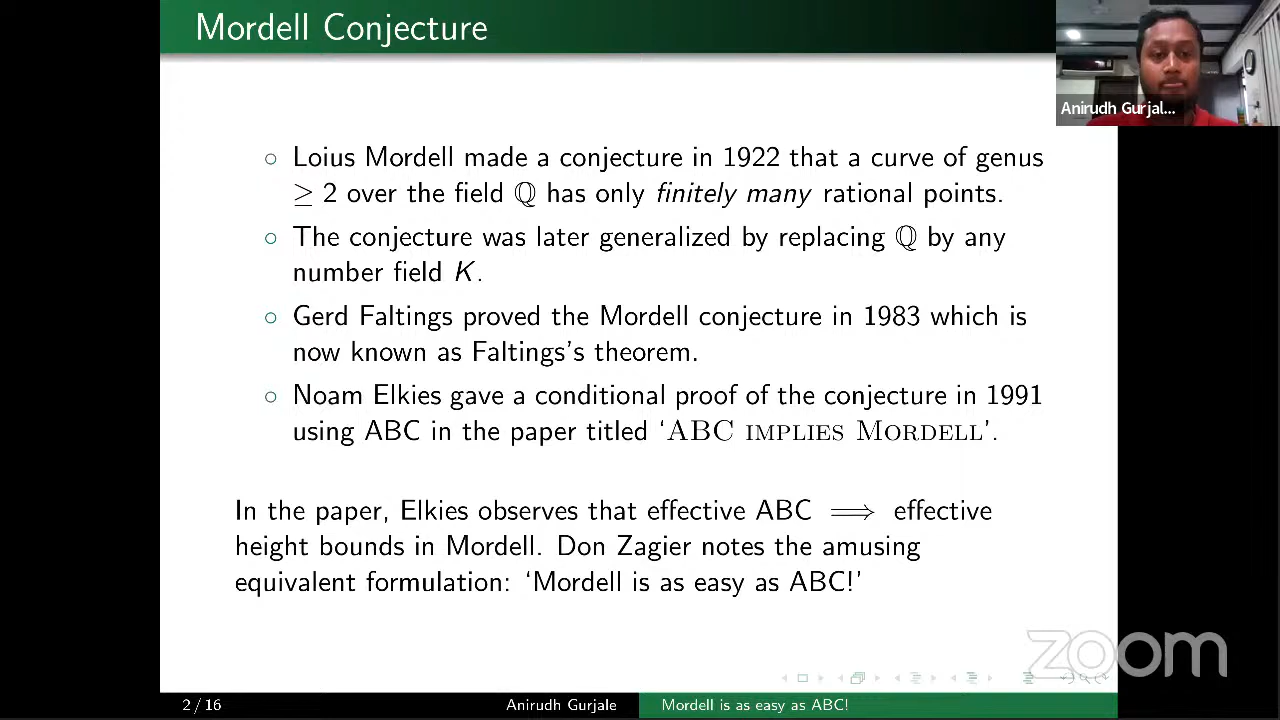 Mordell Conjecture
Anirudh Gurjal...
○ Loius Mordell made a conjecture in 1922 that a curve of genus
≥ 2 over the field ℚ has only finitely many rational points.
○ The conjecture was later generalized by replacing ℚ by any
number field K.
○ Gerd Faltings proved the Mordell conjecture in 1983 which is
now known as Faltings's theorem.
○ Noam Elkies gave a conditional proof of the conjecture in 1991
using ABC in the paper titled ‘ABC IMPLIES MORDELL’.
In the paper, Elkies observes that effective ABC ⟹ effective
height bounds in Mordell. Don Zagier notes the amusing
equivalent formulation: ‘Mordell is as easy as ABC!’
zoom
2 / 16
Anirudh Gurjale
Mordell is as easy as ABC!